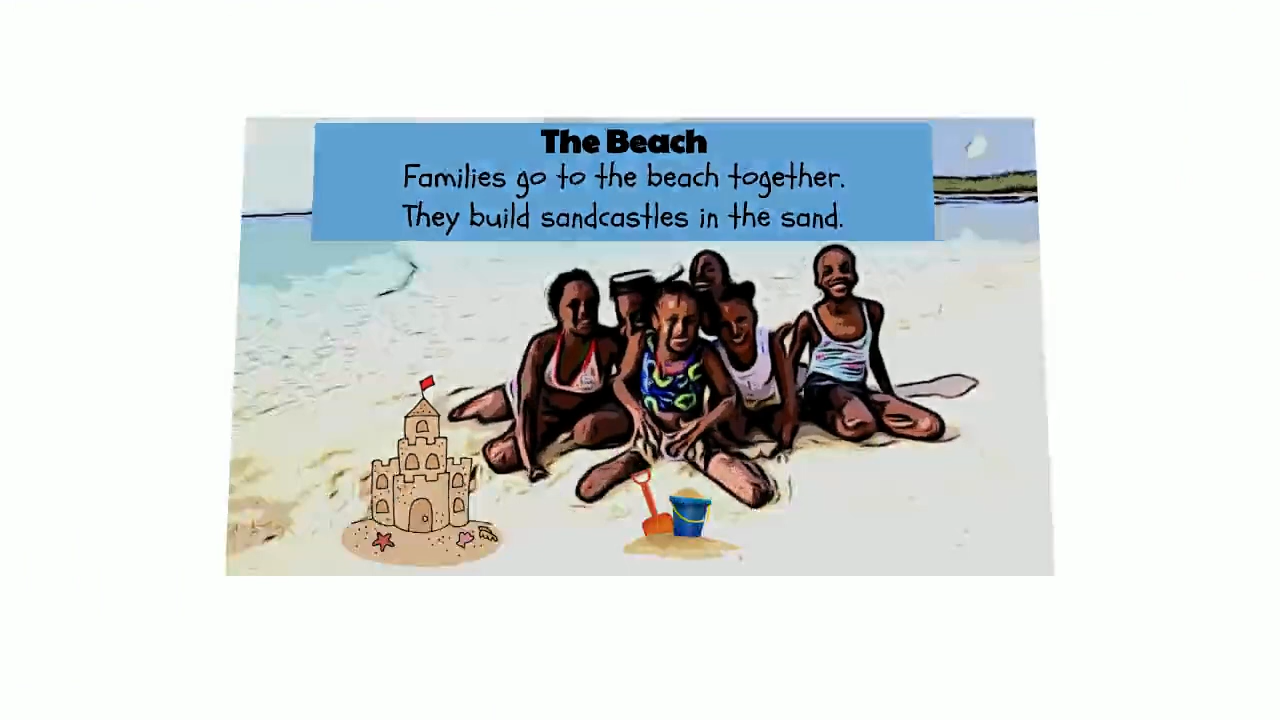 The Beach
Families go to the beach together.
They build sandcastles in the sand.